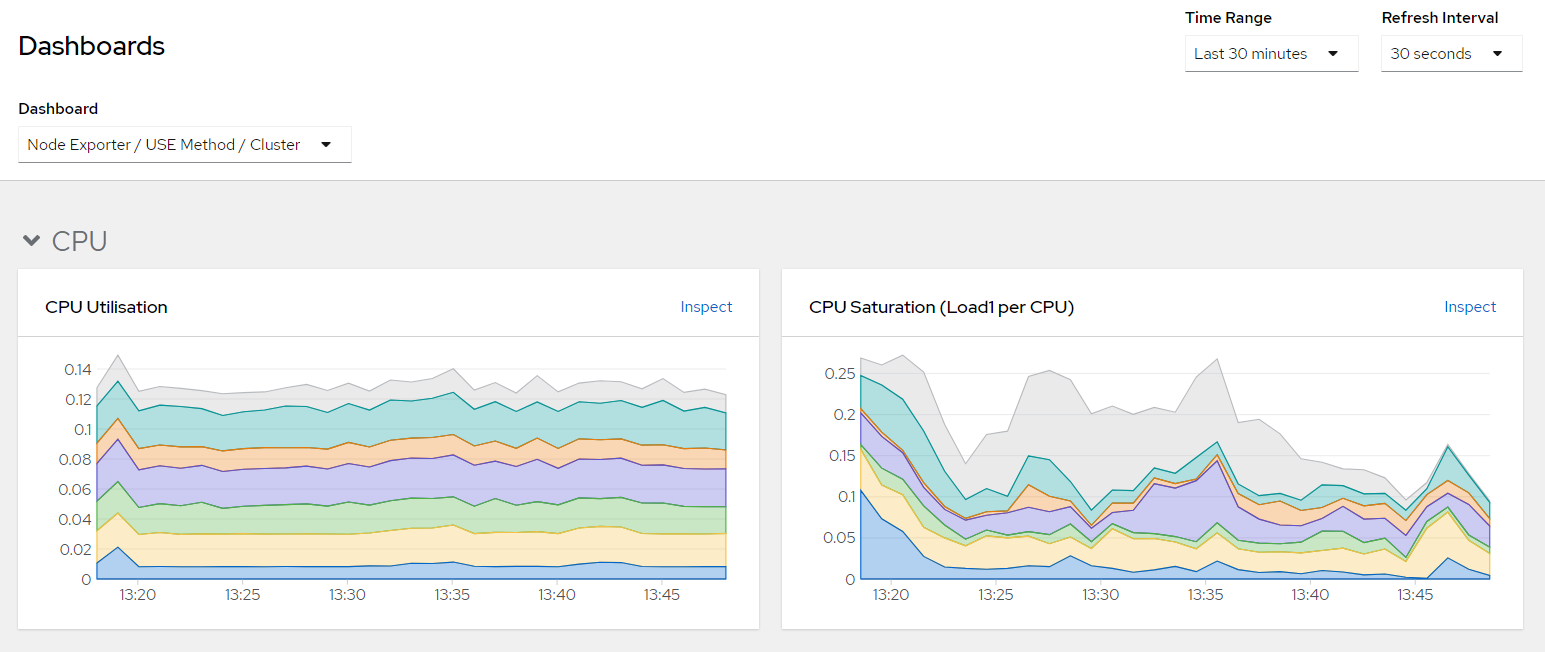 Dashboards
Time Range
Refresh Interval
Last 30 minutes
30 seconds
Dashboard
Node Exporter / USE Method / Cluster
CPU
CPU Utilisation
Inspect
0.14
0.12
0.1
0.08
0.06
0.04
0.02
0
13:20 13:25 13:30 13:35 13:40 13:45
CPU Saturation (Load1 per CPU)
Inspect
0.25
0.2
0.15
0.1
0.05
0
13:20 13:25 13:30 13:35 13:40 13:45